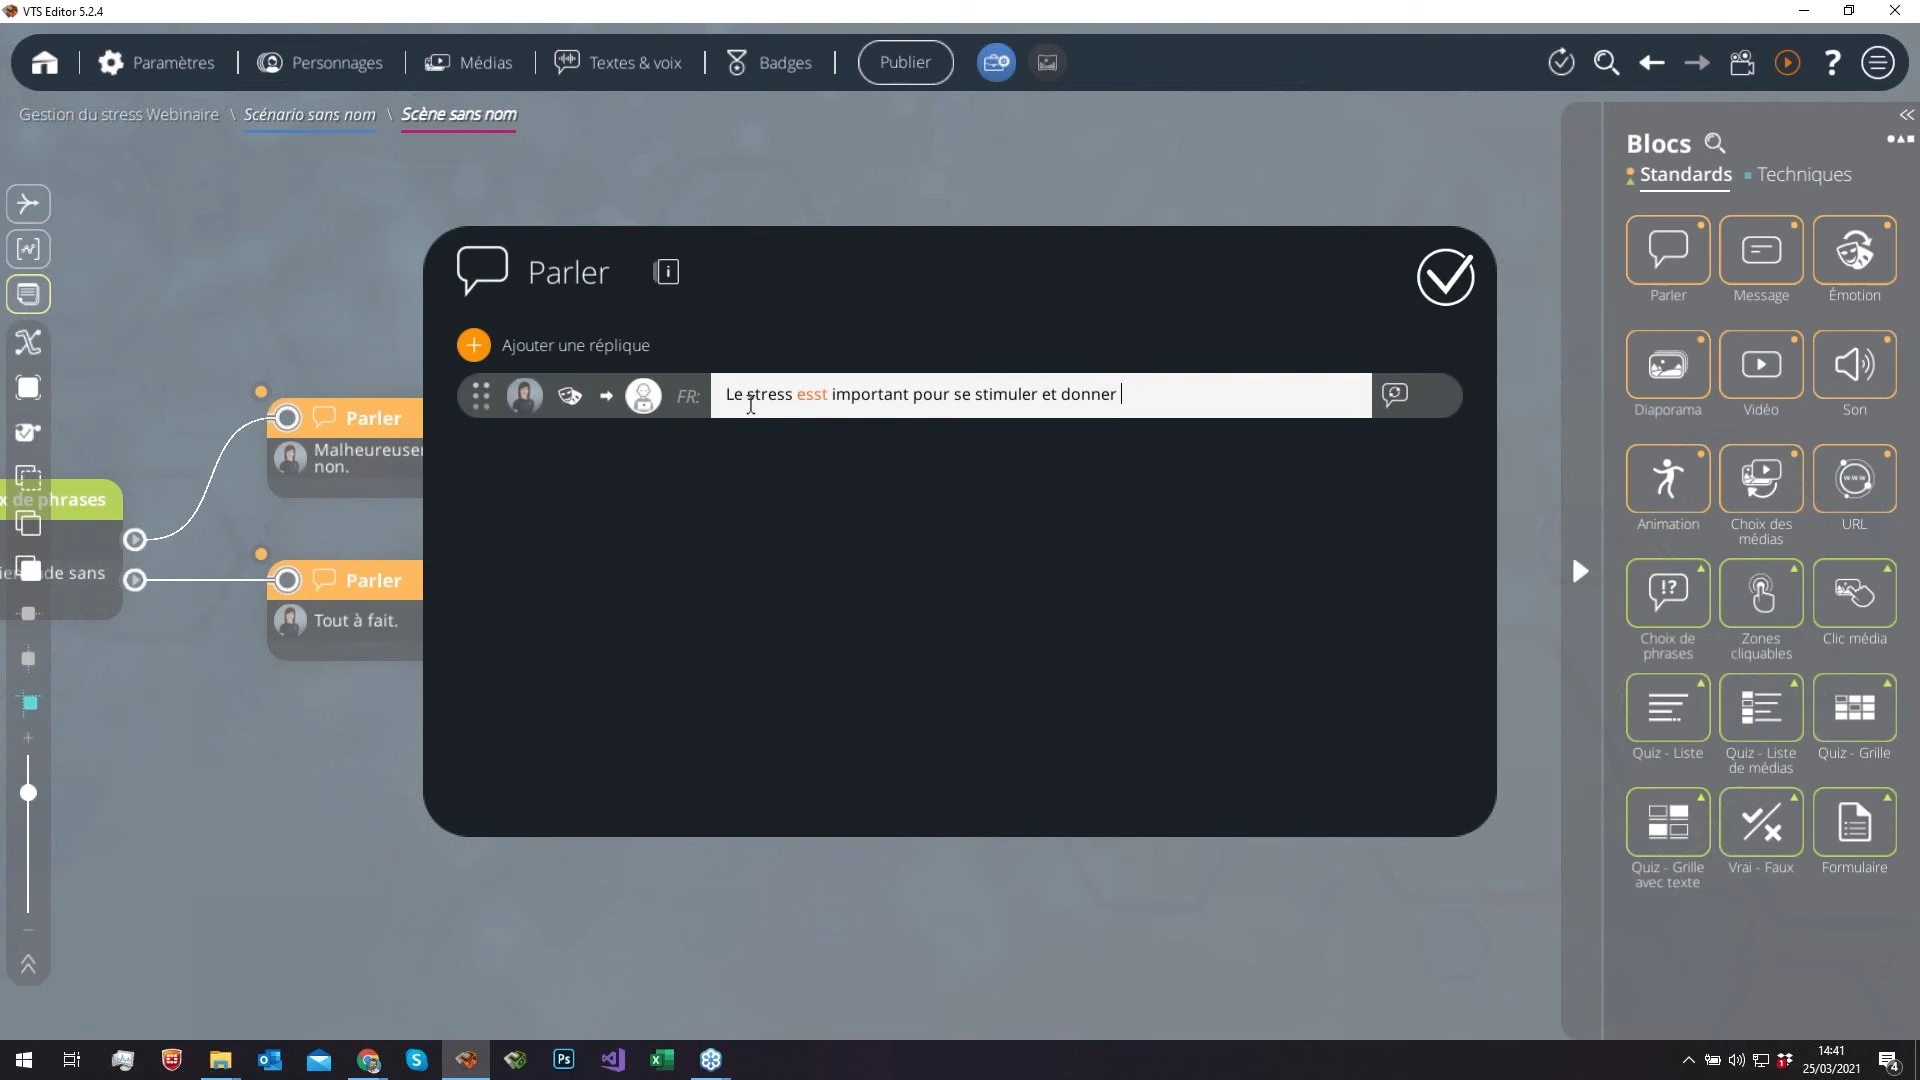 VTS Editor 5.2.4
Paramètres
Personnages
Médias
Textes & voix
Badges
Publier
Gestion du stress Webinaire \ Scénario sans nom \ Scène sans nom
x de phrases
de sans
Parler
Malheureuse
non.
Parler
Tout à fait.
Parler
Ajouter une réplique
FR:
Le stress esst important pour se stimuler et donner
Blocs
Standards
Techniques
Parler
Message
Émotion
Diaporama
Vidéo
Son
Animation
Choix des
médias
URL
Choix de
phrases
Zones
cliquables
Clic média
Quiz - Liste
Quiz - Liste
de médias
Quiz - Grille
Quiz - Grille
avec texte
Vrai - Faux
Formulaire
14:41
25/03/2021
4